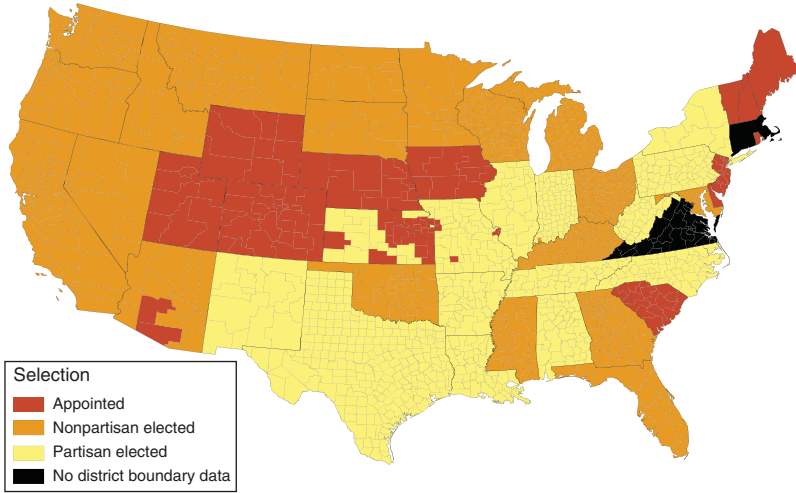 Selection
Appointed
Nonpartisan elected
Partisan elected
No district boundary data